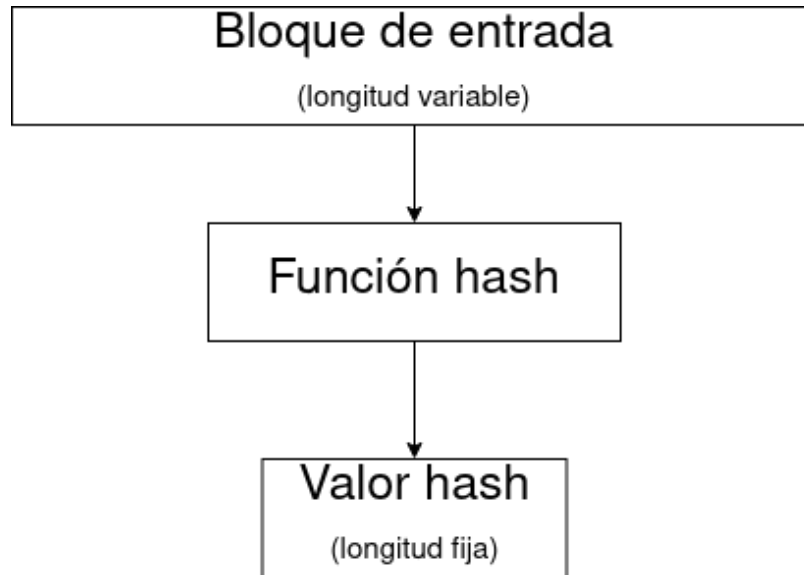 Bloque de entrada
(longitud variable)
Función hash
Valor hash
(longitud fija)